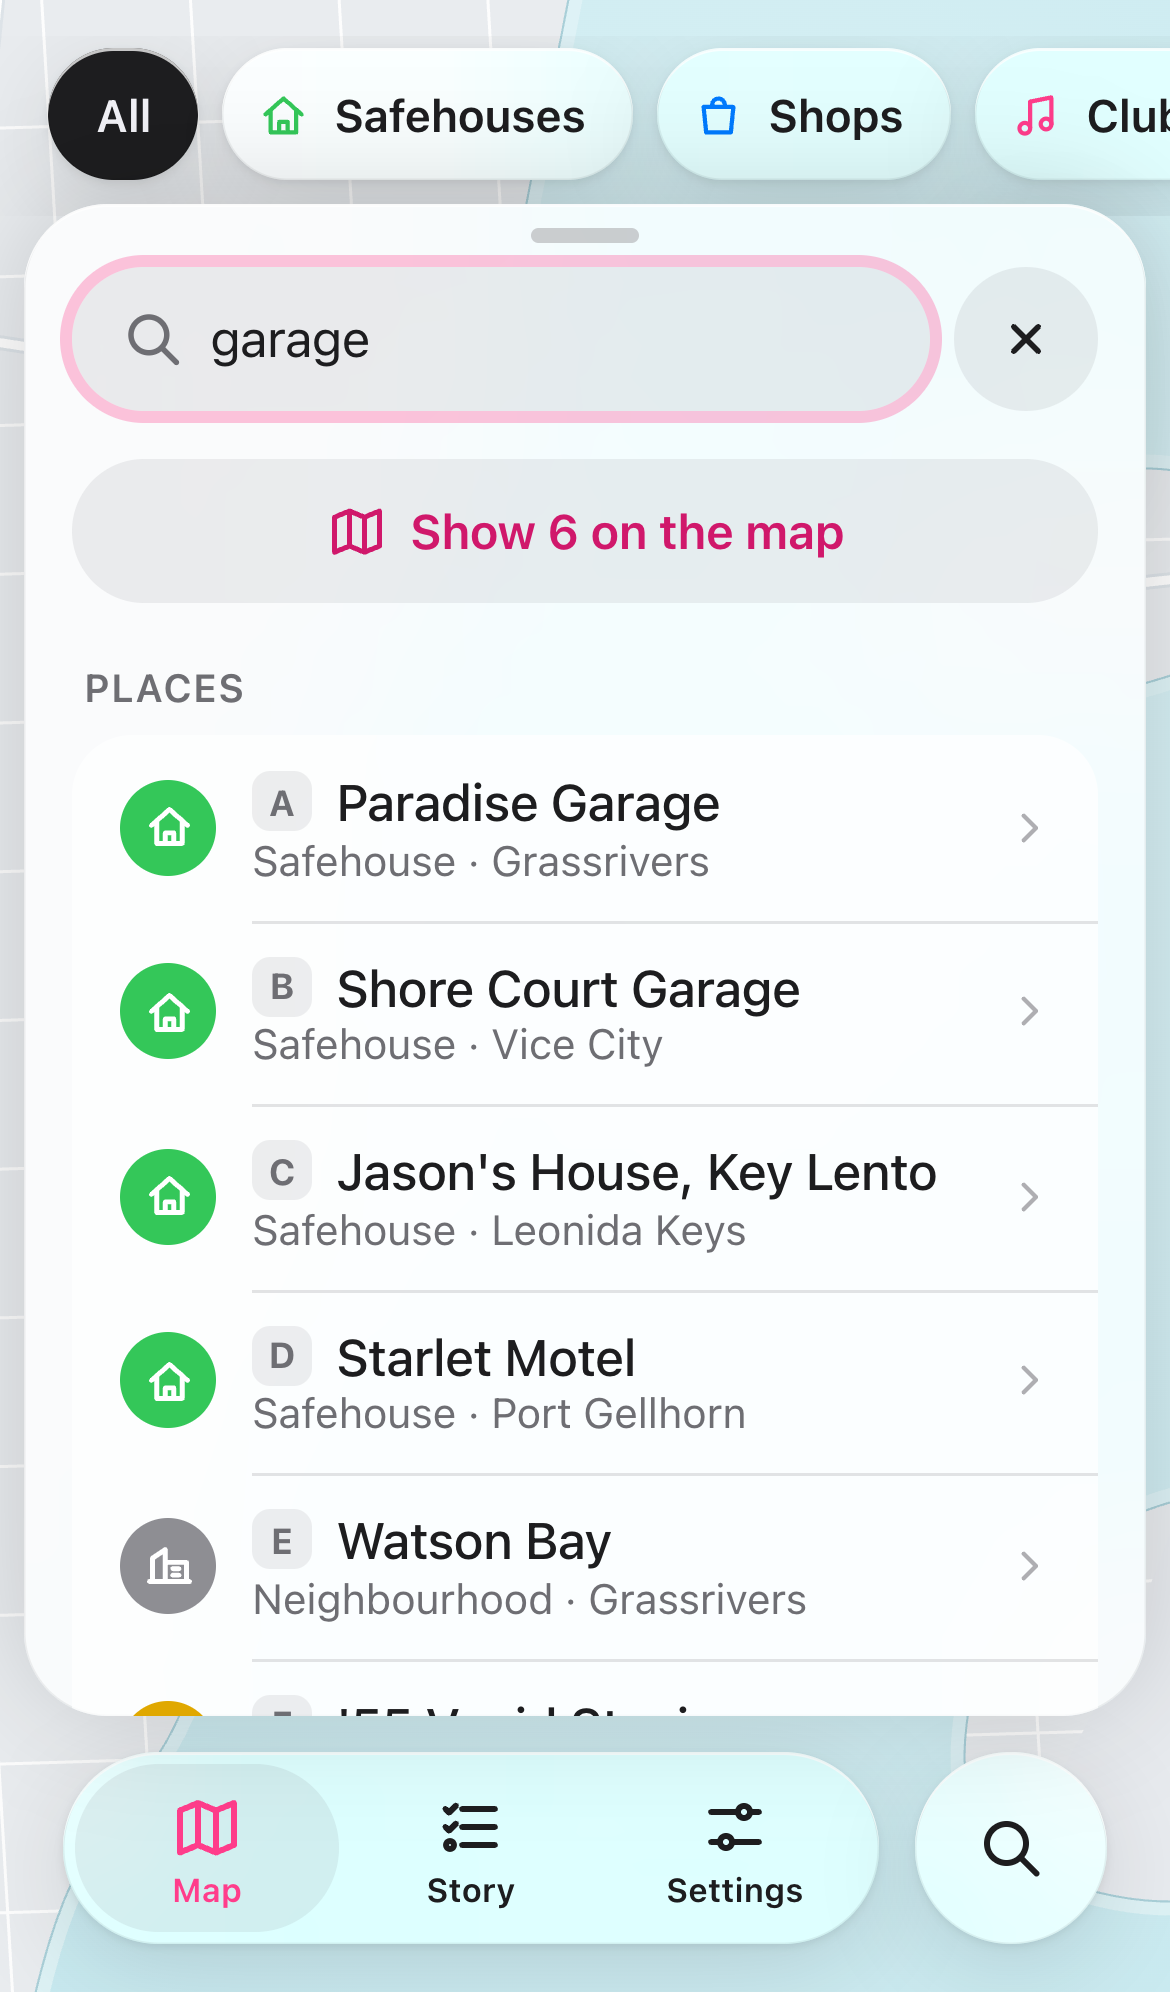 All
Safehouses
Shops
Club
garage
Show 6 on the map
PLACES
A Paradise Garage
Safehouse · Grassrivers
B Shore Court Garage
Safehouse · Vice City
C Jason's House, Key Lento
Safehouse · Leonida Keys
D Starlet Motel
Safehouse · Port Gellhorn
E Watson Bay
Neighbourhood · Grassrivers
Map
Story
Settings